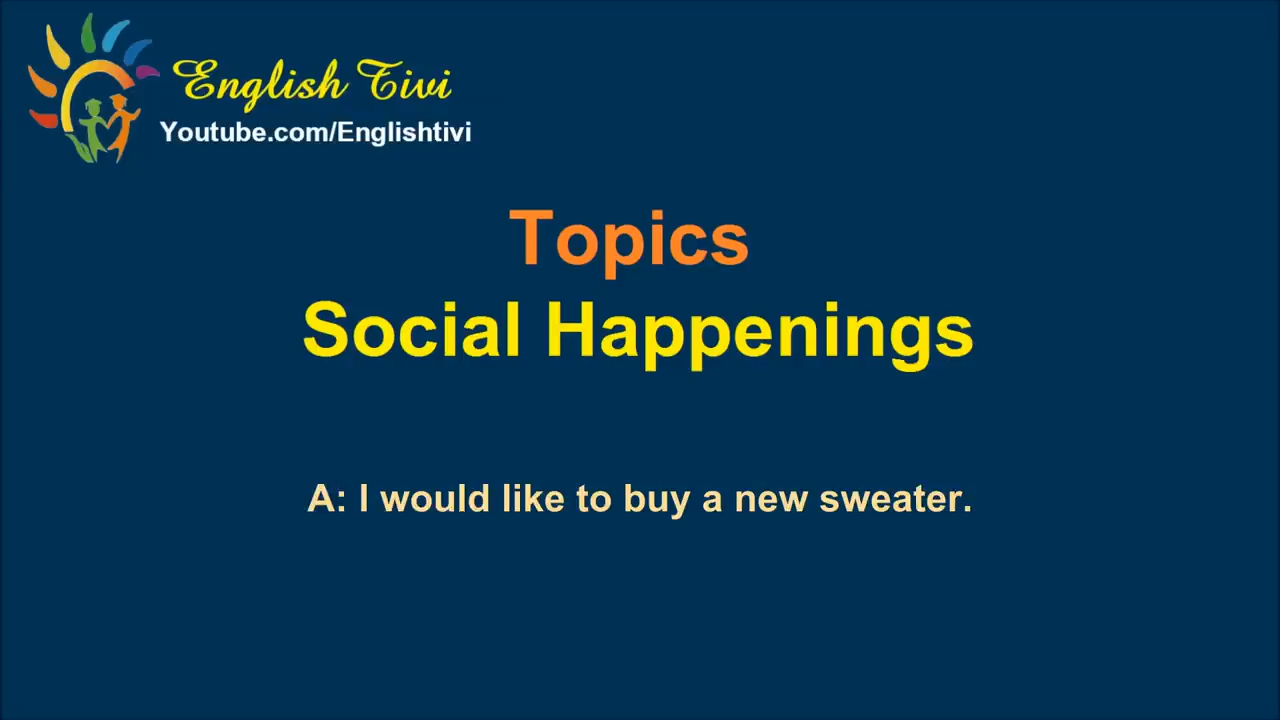 English Tivi
Youtube.com/Englishtivi
Topics
Social Happenings
A: I would like to buy a new sweater.